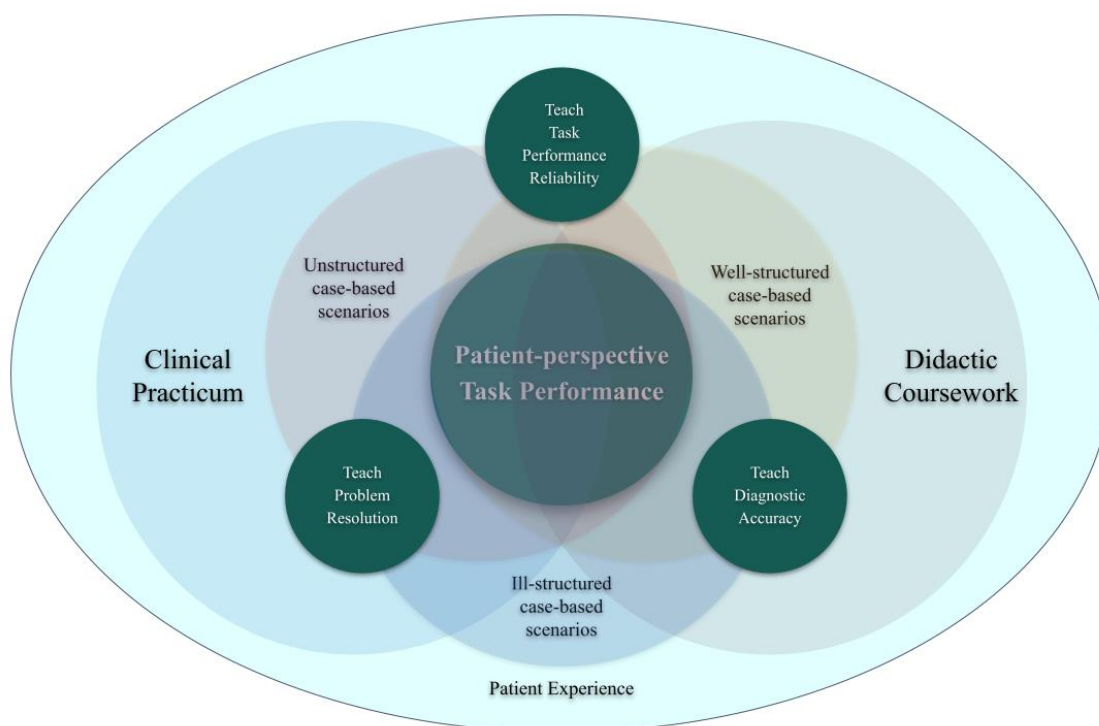 Teach
Task
Performance
Reliability
Unstructured
case-based
scenarios
Well-structured
case-based
scenarios
Clinical
Practicum
Patient-perspective
Task Performance
Didactic
Coursework
Teach
Problem
Resolution
Teach
Diagnostic
Accuracy
Ill-structured
case-based
scenarios
Patient Experience